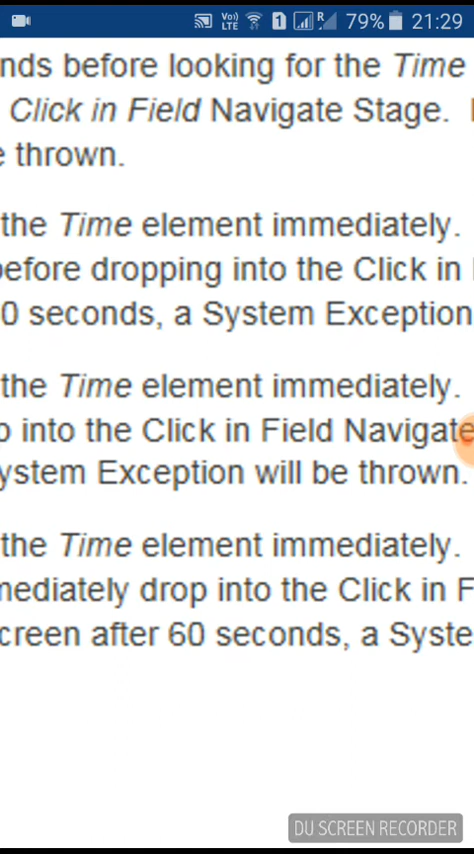 Vo)) LTE 1 R 79% 21:29
nds before looking for the Time
Click in Field Navigate Stage.
thrown.
the Time element immediately.
before dropping into the Click in
0 seconds, a System Exception
the Time element immediately.
into the Click in Field Navigate
ystem Exception will be thrown.
the Time element immediately.
mediately drop into the Click in F
creen after 60 seconds, a Syste
DU SCREEN RECORDER